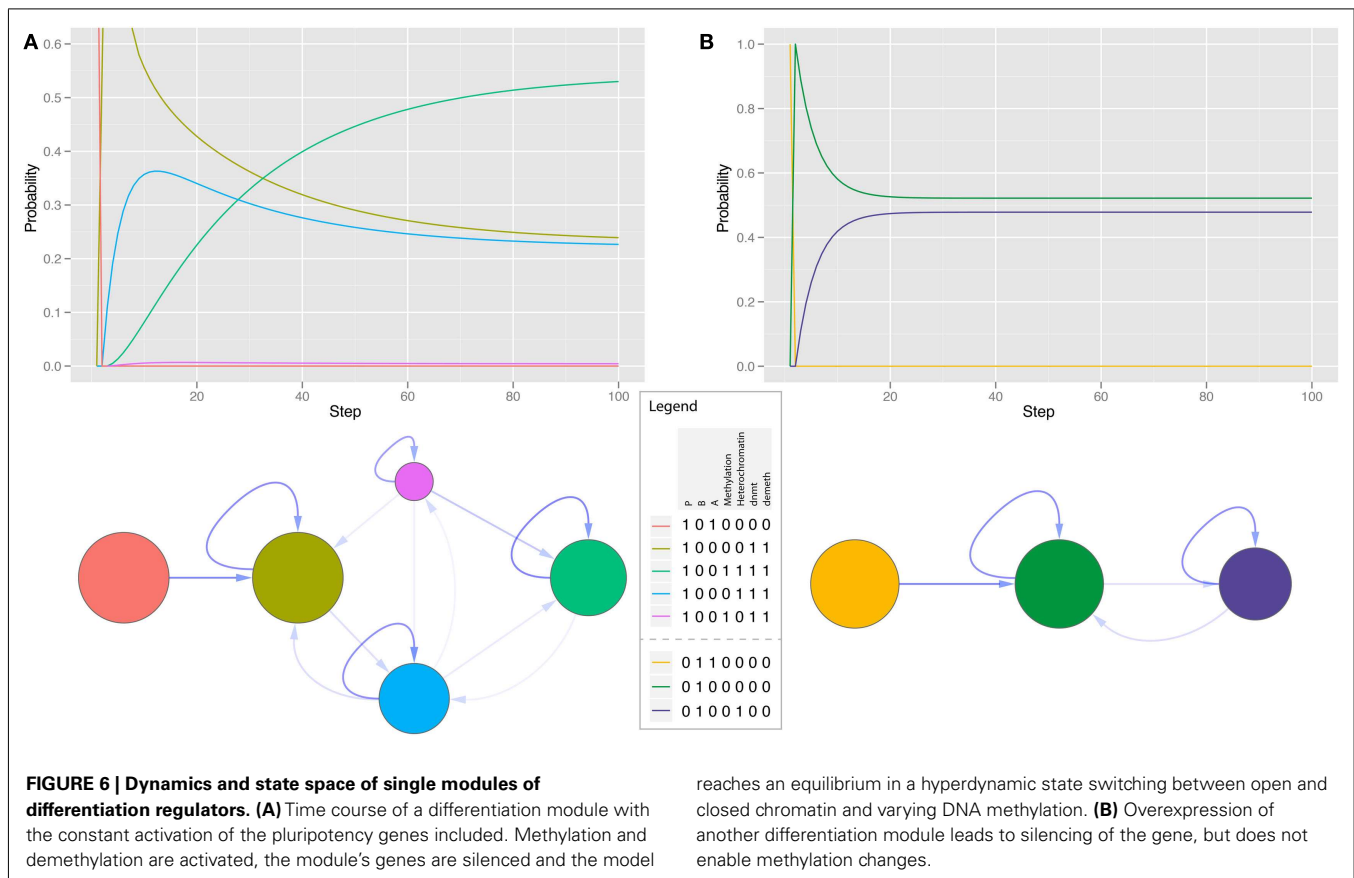 A
0.6
0.5
0.4
0.3
0.2
0.1
0.0
Probability
20
40
60
80
100
Step
B
1.0
0.8
0.6
0.4
0.2
0.0
Probability
20
40
60
80
100
Step
Legend
P
B
A
Methylation
Heterochromatin
dnmt
demeth
1 0 1 0 0 0 0
1 0 0 0 0 1 1
1 0 0 1 1 1 1
1 0 0 0 1 1 1
1 0 0 1 0 1 1
0 1 1 0 0 0 0
0 1 0 0 0 0 0
0 1 0 0 1 0 0
FIGURE 6 | Dynamics and state space of single modules of
differentiation regulators. (A) Time course of a differentiation module with
the constant activation of the pluripotency genes included. Methylation and
demethylation are activated, the module's genes are silenced and the model
reaches an equilibrium in a hyperdynamic state switching between open and
closed chromatin and varying DNA methylation. (B) Overexpression of
another differentiation module leads to silencing of the gene, but does not
enable methylation changes.